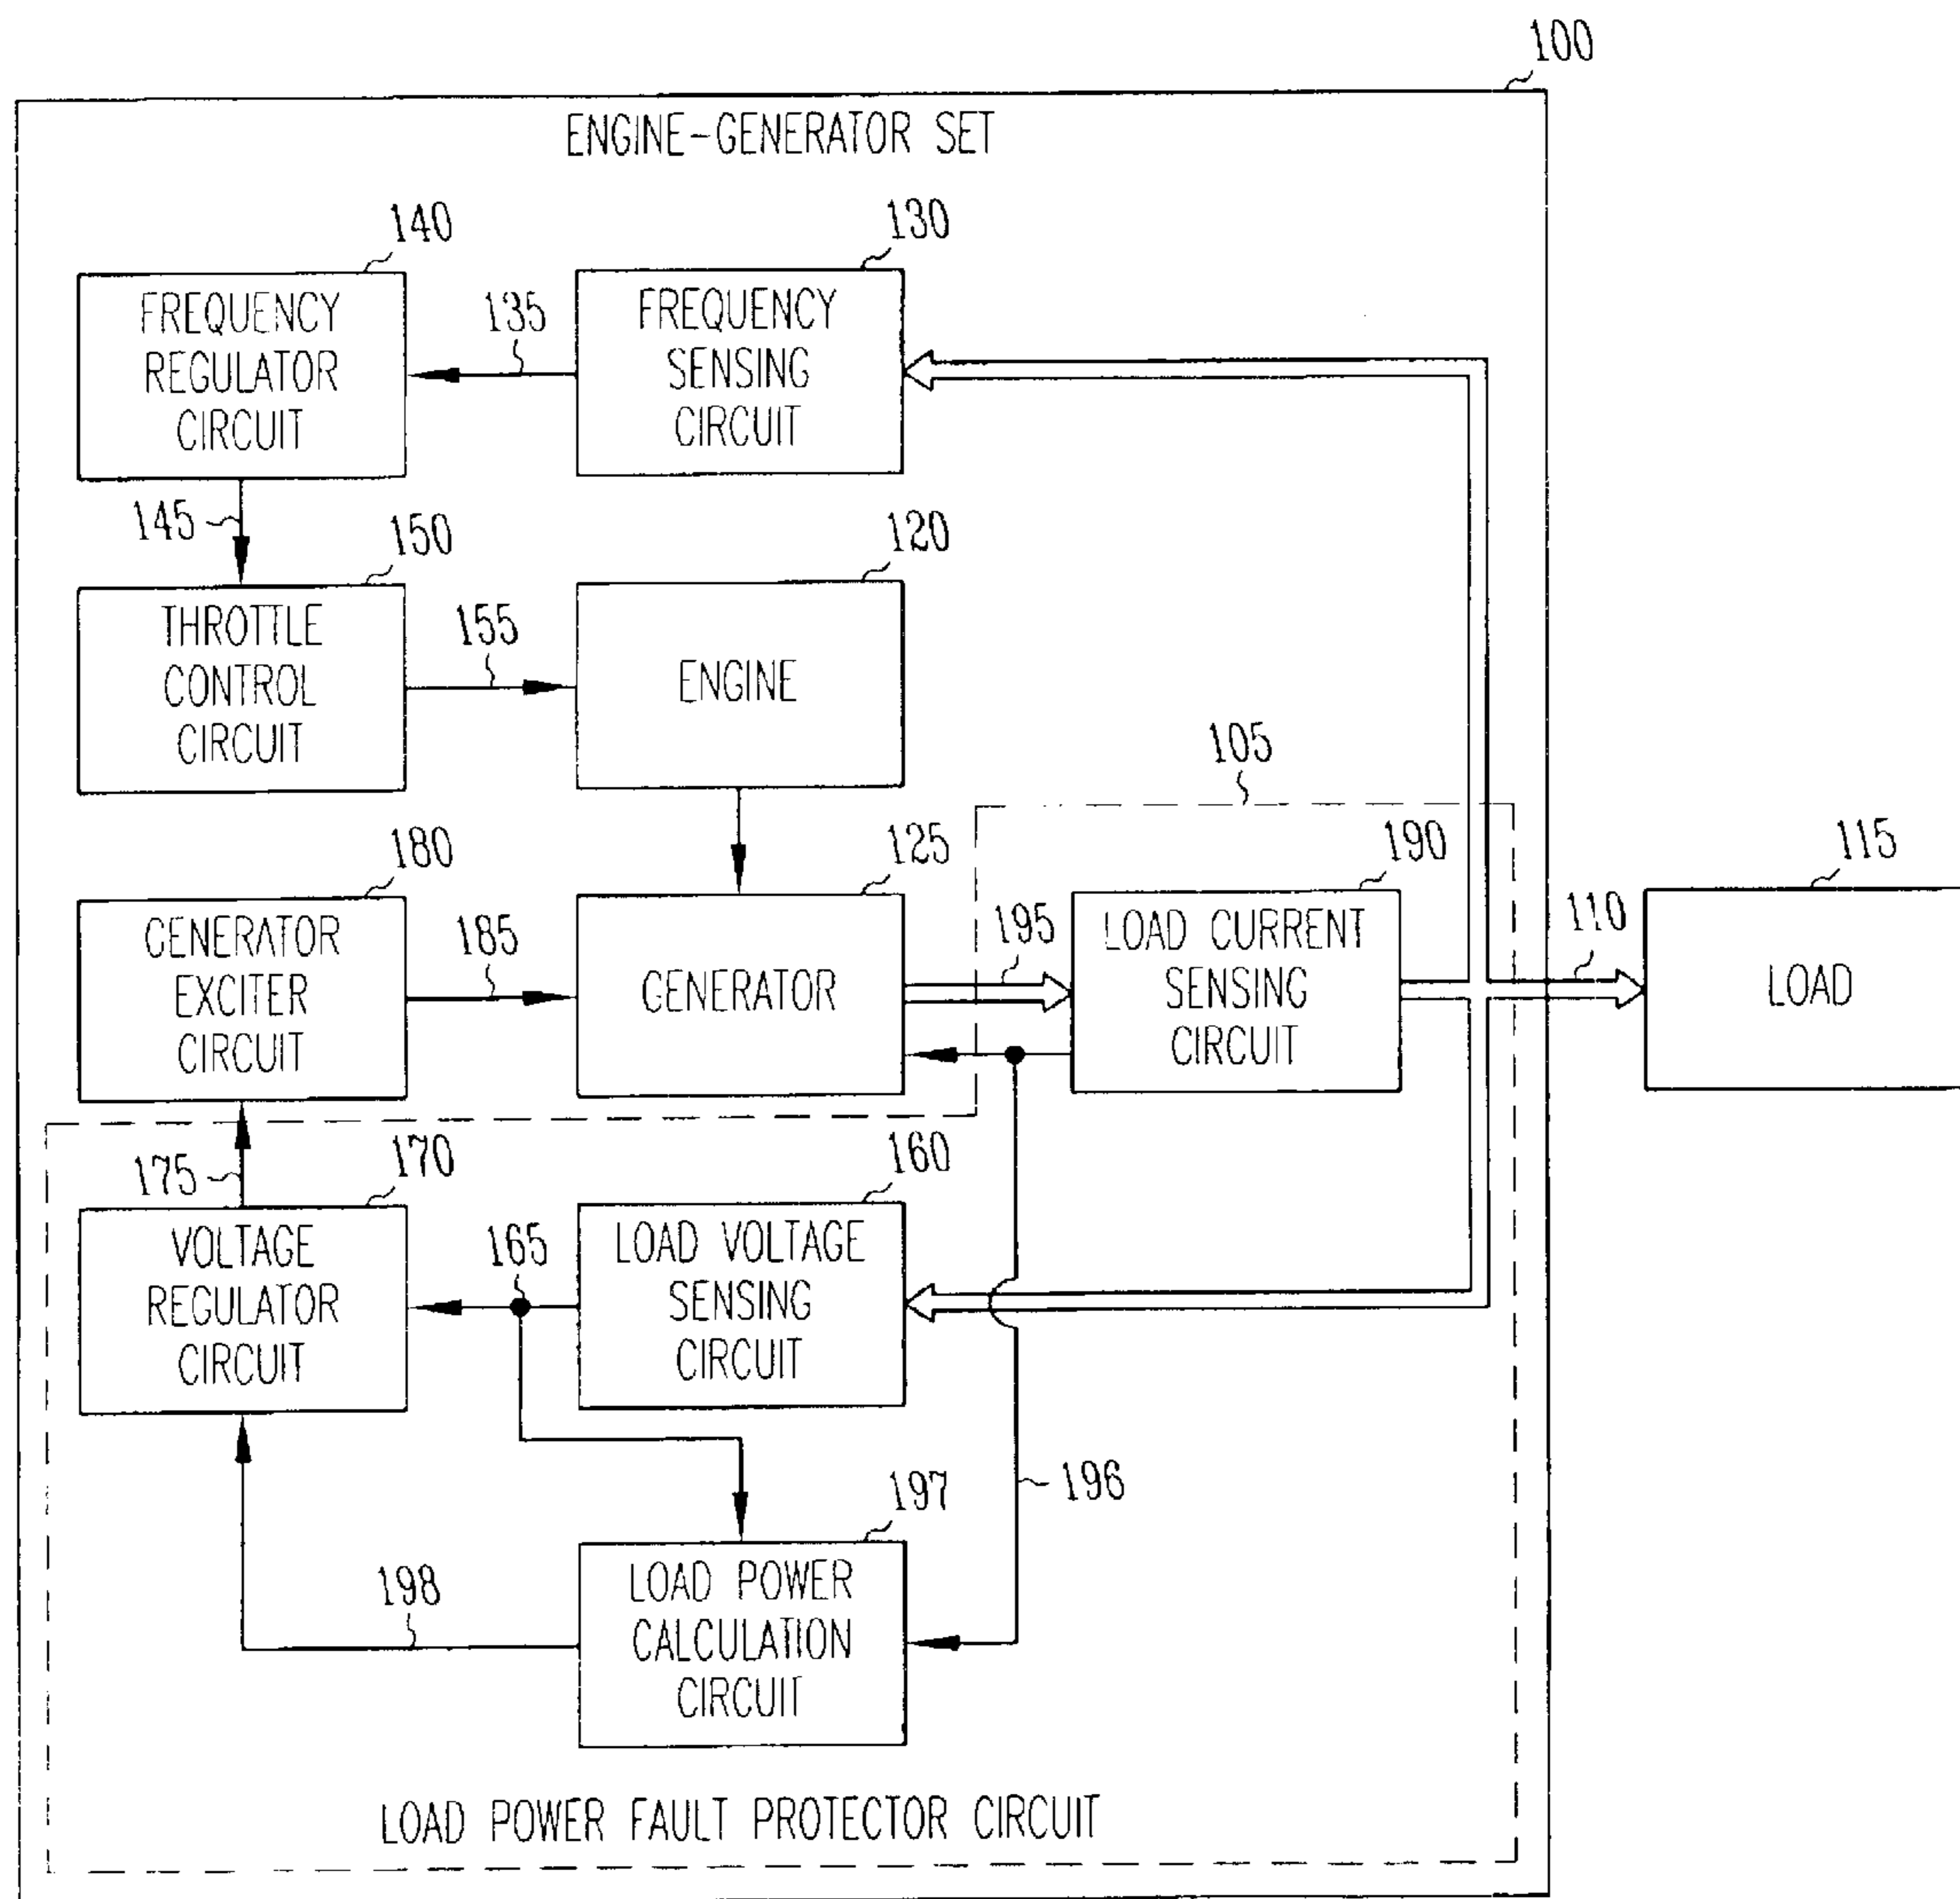 100
ENGINE-GENERATOR SET
140
130
FREQUENCY
REGULATOR
CIRCUIT
135
FREQUENCY
SENSING
CIRCUIT
145
150
120
THROTTLE
CONTROL
CIRCUIT
155
ENGINE
105
180
125
190
115
GENERATOR
EXCITER
CIRCUIT
185
GENERATOR
195
LOAD CURRENT
SENSING
CIRCUIT
110
LOAD
175
170
160
VOLTAGE
REGULATOR
CIRCUIT
165
LOAD VOLTAGE
SENSING
CIRCUIT
196
197
198
LOAD POWER
CALCULATION
CIRCUIT
LOAD POWER FAULT PROTECTOR CIRCUIT